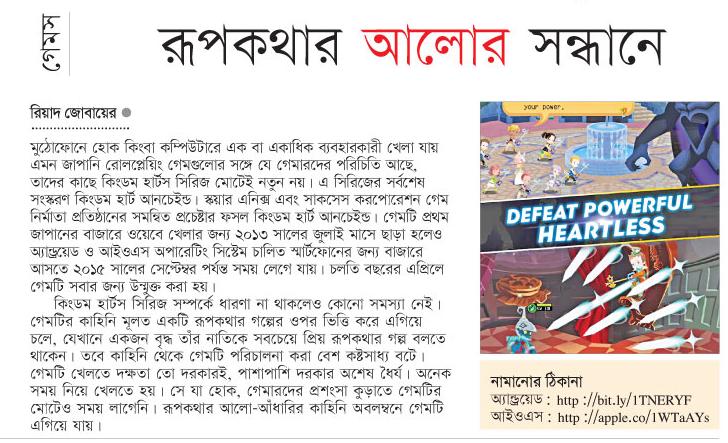 গেমস
রূপকথার আলোর সন্ধানে
রিয়াদ জোবায়ের ●
মুঠোফোনে হোক কিংবা কম্পিউটারে এক বা একাধিক ব্যবহারকারী খেলা যায়
এমন জাপানি রোলপ্লেয়িং গেমগুলোর সঙ্গে যে গেমারদের পরিচিতি আছে,
তাদের কাছে কিংডম হার্টস সিরিজ মোটেই নতুন নয়। এ সিরিজের সর্বশেষ
সংস্করণ কিংডম হার্ট আনচেইন্ড। স্কয়ার এনিক্স এবং সাকসেস করপোরেশন গেম
নির্মাতা প্রতিষ্ঠানের সমন্বিত প্রচেষ্টার ফসল কিংডম হার্ট আনচেইন্ড। গেমটি প্রথম
জাপানের বাজারে ওয়েবে খেলার জন্য ২০১৩ সালের জুলাই মাসে ছাড়া হলেও
অ্যান্ড্রয়েড ও আইওএস অপারেটিং সিস্টেম চালিত স্মার্টফোনের জন্য বাজারে
আসতে ২০১৫ সালের সেপ্টেম্বর পর্যন্ত সময় লেগে যায়। চলতি বছরের এপ্রিলে
গেমটি সবার জন্য উন্মুক্ত করা হয়।
কিংডম হার্টস সিরিজ সম্পর্কে ধারণা না থাকলেও কোনো সমস্যা নেই।
গেমটির কাহিনি মূলত একটি রূপকথার গল্পের ওপর ভিত্তি করে এগিয়ে
চলে, যেখানে একজন বৃদ্ধ তাঁর নাতিকে সবচেয়ে প্রিয় রূপকথার গল্প বলতে
থাকেন। তবে কাহিনি থেকে গেমটি পরিচালনা করা বেশ কষ্টসাধ্য বটে।
গেমটি খেলতে দক্ষতা তো দরকারই, পাশাপাশি দরকার অশেষ ধৈর্য। অনেক
সময় নিয়ে খেলতে হয়। সে যা হোক, গেমারদের প্রশংসা কুড়াতে গেমটির
মোটেও সময় লাগেনি। রূপকথার আলো-আঁধারির কাহিনি অবলম্বনে গেমটি
এগিয়ে যায়।
your power.
DEFEAT POWERFUL
HEARTLESS
নামানোর ঠিকানা
অ্যান্ড্রয়েড : http ://bit.ly/1TNERYF
আইওএস : http ://apple.co/1WTaAYs